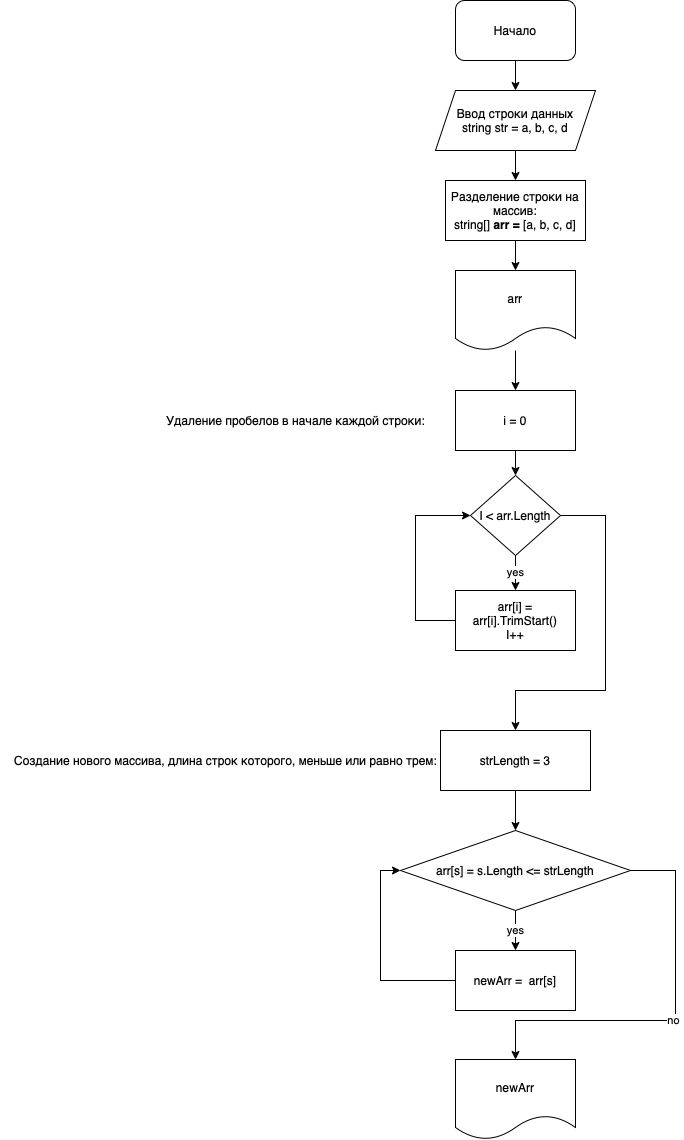 Начало
Ввод строки данных
string str = a, b, c, d
Разделение строки на
массив:
string[] arr = [a, b, c, d]
arr
Удаление пробелов в начале каждой строки:
i = 0
I < arr.Length
yes
arr[i] =
arr[i].TrimStart()
I++
Создание нового массива, длина строк которого, меньше или равно трем:
strLength = 3
arr[s] = s.Length <= strLength
yes
newArr = arr[s]
no
newArr